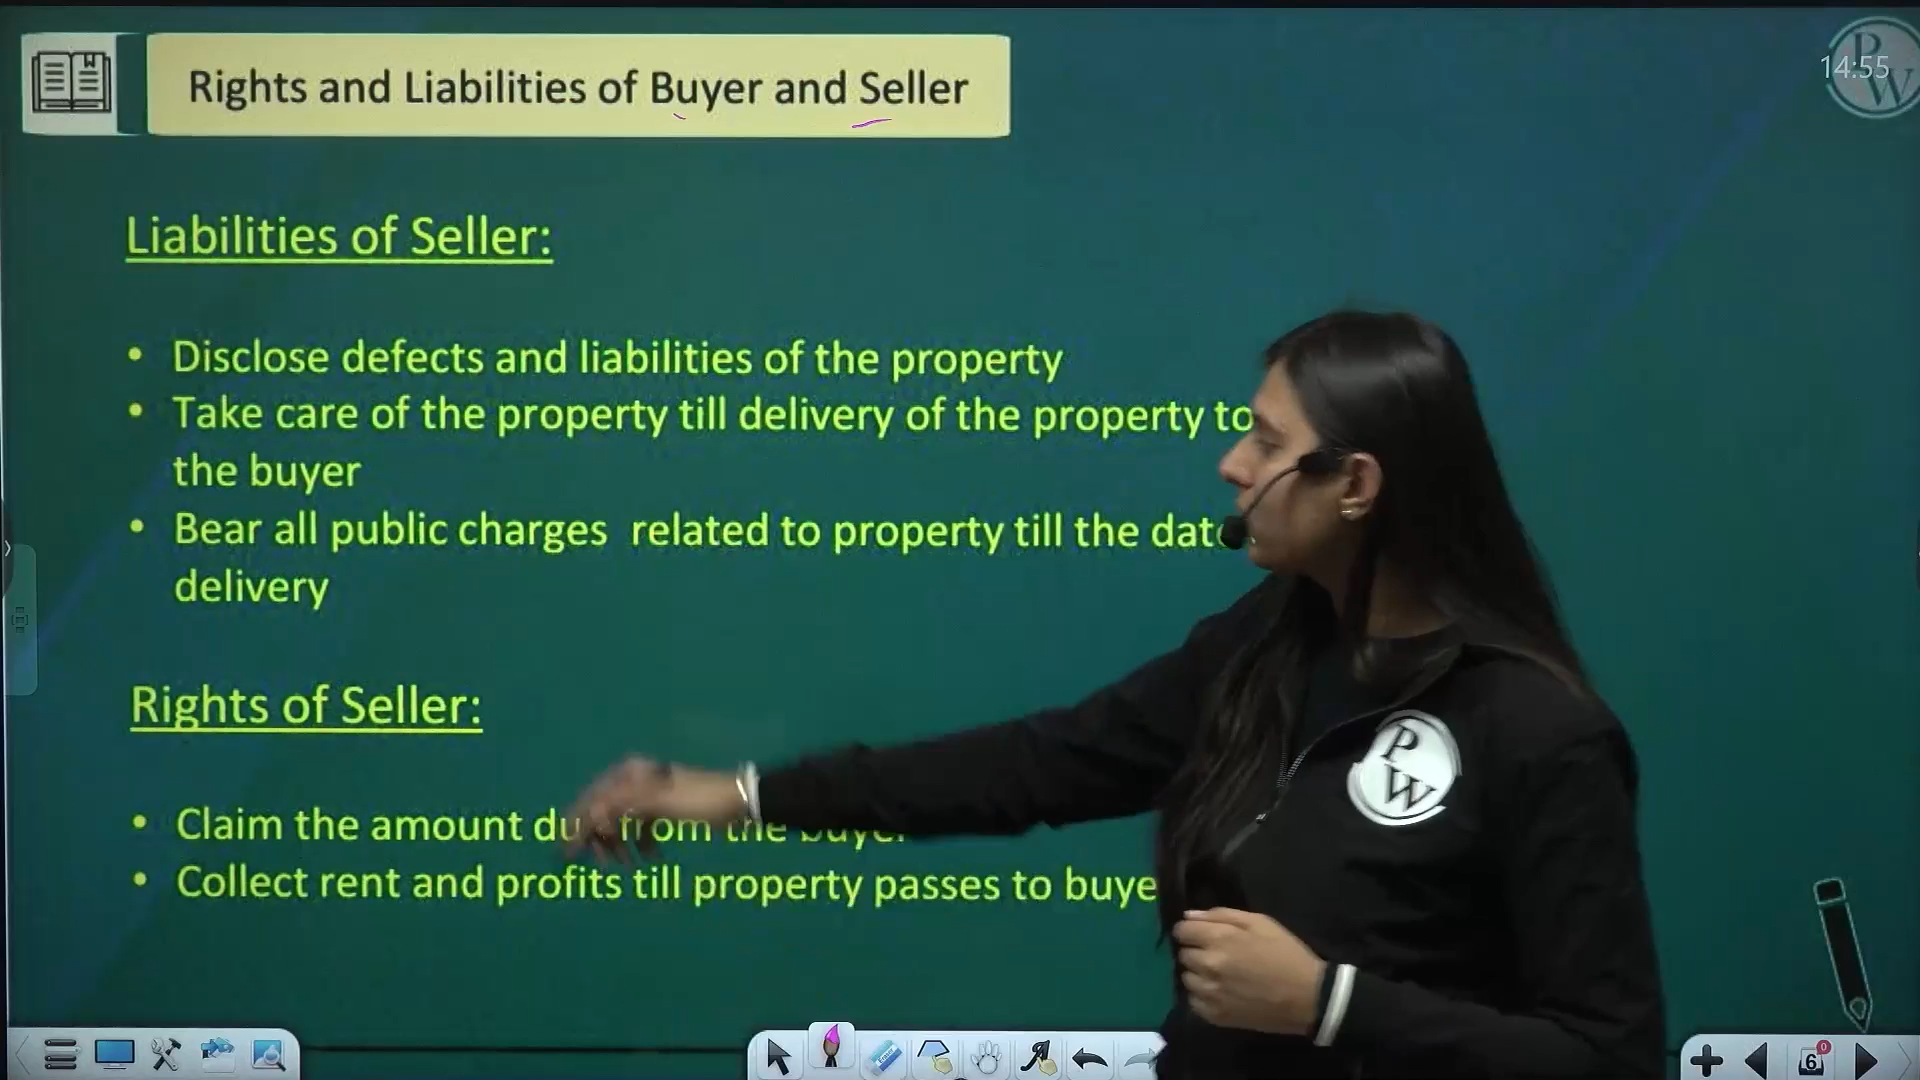 Rights and Liabilities of Buyer and Seller
14:55
P
W
Liabilities of Seller:
• Disclose defects and liabilities of the property
• Take care of the property till delivery of the property to
the buyer
• Bear all public charges related to property till the date
delivery
Rights of Seller:
• Claim the amount due from the buyer
• Collect rent and profits till property passes to buye
P
W
6
0